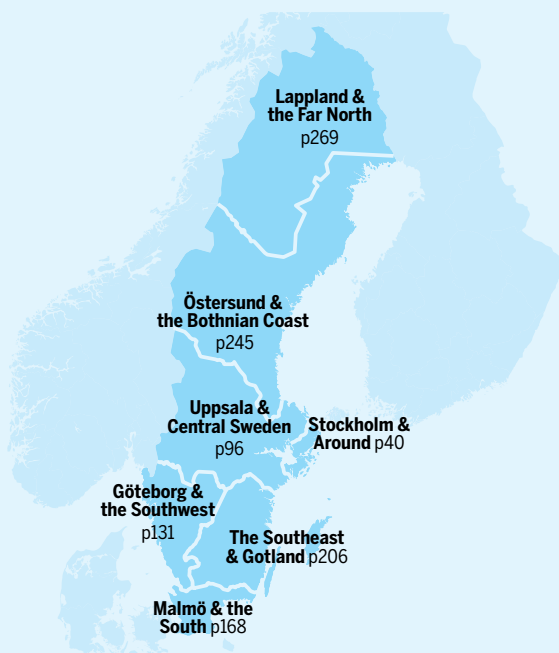 Lappland &
the Far North
p269
Östersund &
the Bothnian Coast
p245
Uppsala &
Central Sweden
p96
Stockholm &
Around p40
Göteborg &
the Southwest
p131
The Southeast
& Gotland p206
Malmö & the
South p168